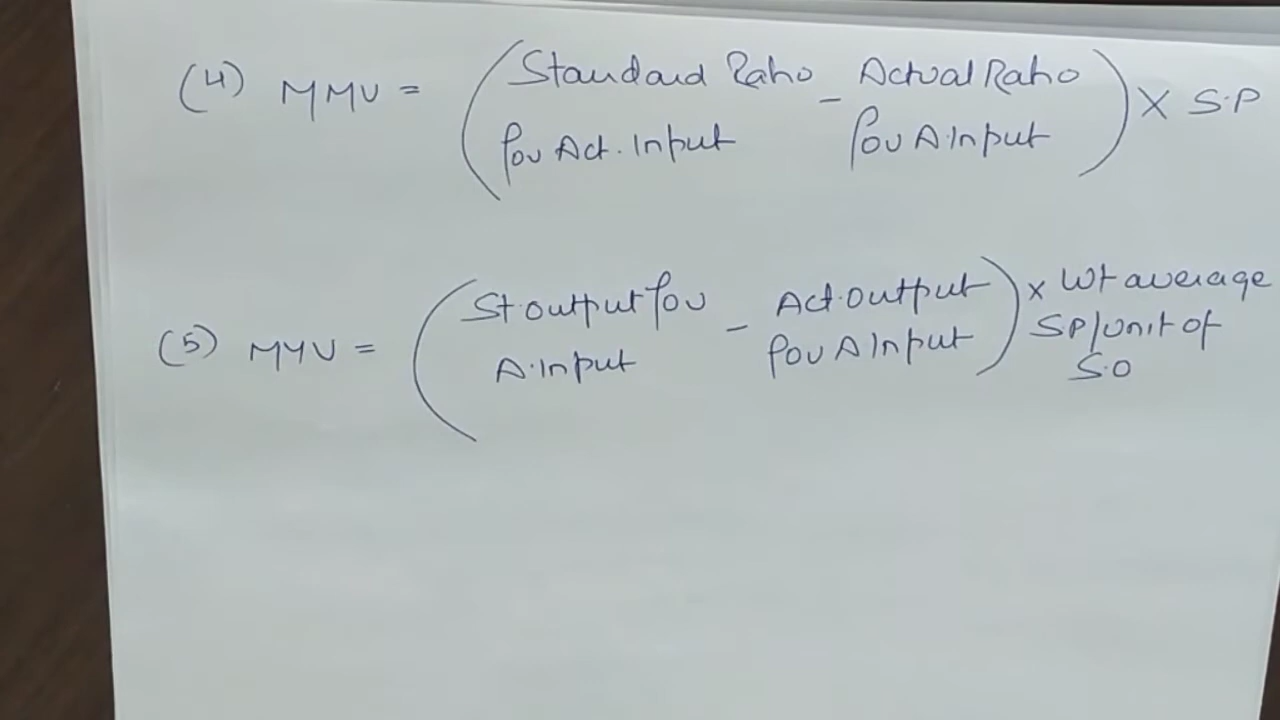 (4) MMV = (Standard Ratio for Act. Input - Actual Ratio for A.Input) X S.P
(5) MYV = (St.output for A.Input - Act.output for A Input) x Wt average SP/Unit of S.O